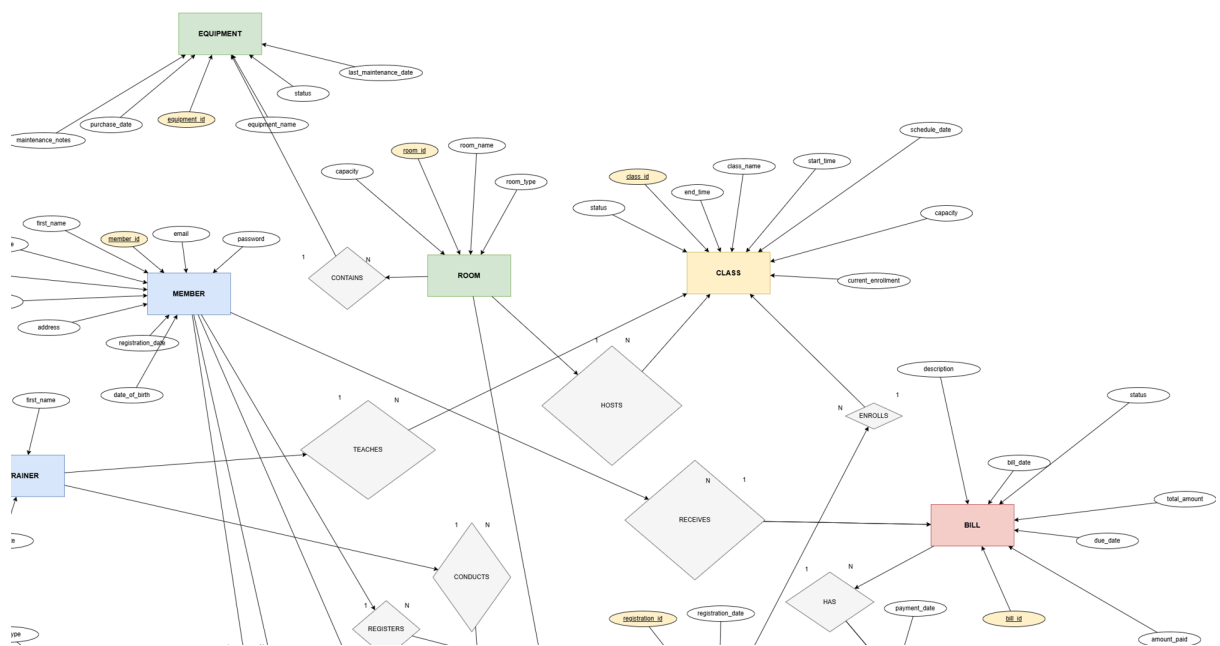 EQUIPMENT
last_maintenance_date
status
equipment_name
equipment_id
purchase_date
maintenance_notes
room_id
room_name
capacity
room_type
schedule_date
start_time
class_name
class_id
end_time
status
capacity
current_enrollment
first_name
member_id
email
password
1
N
CONTAINS
ROOM
CLASS
MEMBER
address
registration_date
date_of_birth
1
N
HOSTS
description
status
first_name
1
N
TEACHES
N
1
ENROLLS
RAINER
bill_date
total_amount
N
1
RECEIVES
BILL
due_date
1
N
CONDUCTS
1
N
HAS
1
N
REGISTERS
registration_id
registration_date
payment_date
bill_id
amount_paid
ype